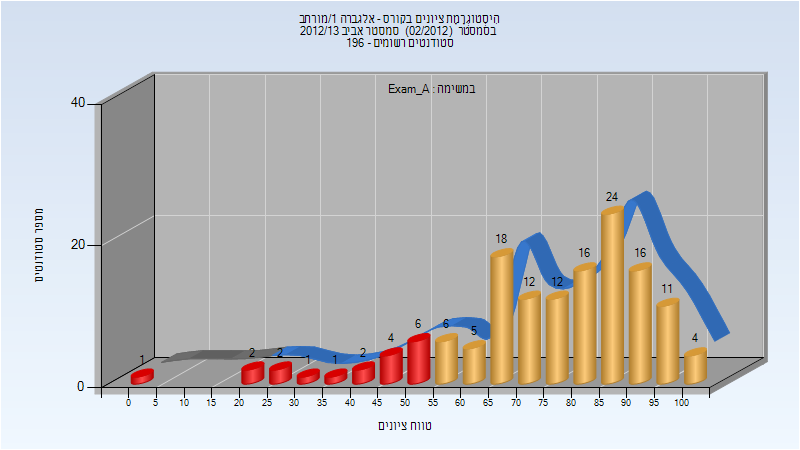 היסטוגרמת ציונים בקורס - אלגברה 1/מורחב
בסמסטר (02/2012) סמסטר אביב 2012/13
סטודנטים רשומים - 196
במשימה : Exam_A
40
20
0
מספר סטודנטים
1 2 2 1 1 2 4 6 6 5 18 12 12 16 24 16 11 4
0 5 10 15 20 25 30 35 40 45 50 55 60 65 70 75 80 85 90 95 100
טווח ציונים